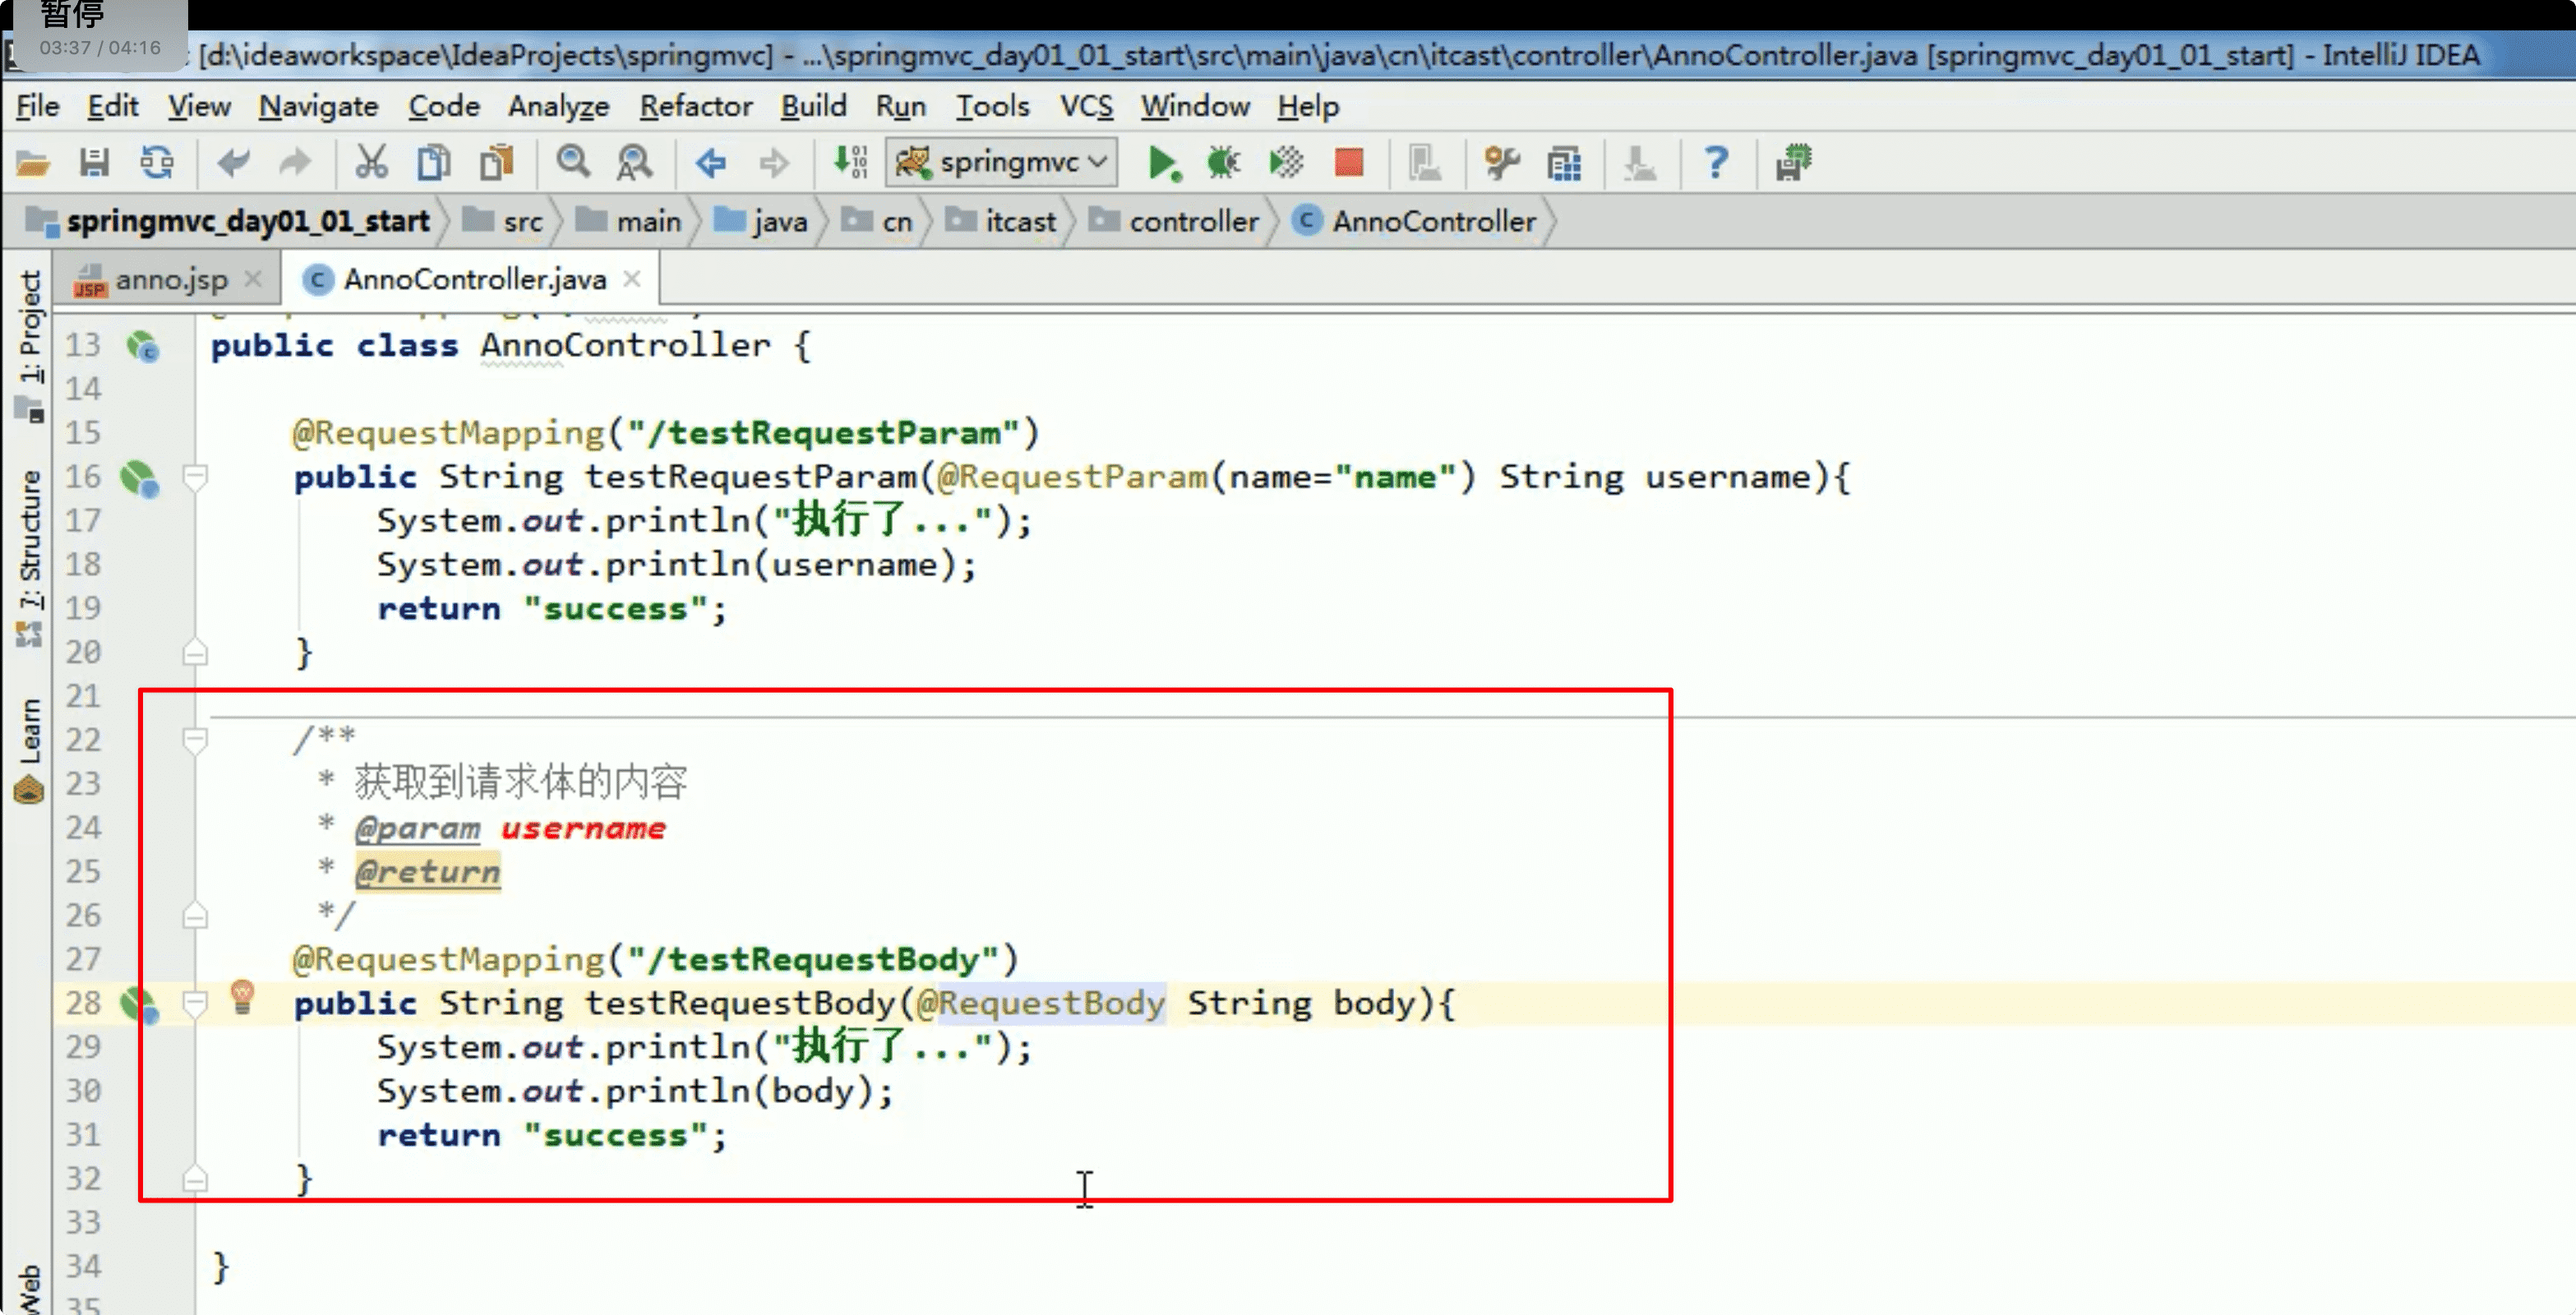 暂停
03:37 / 04:16
[d:\ideaworkspace\IdeaProjects\springmvc] - ...\springmvc_day01_01_start\src\main\java\cn\itcast\controller\AnnoController.java [springmvc_day01_01_start] - IntelliJ IDEA
File Edit View Navigate Code Analyze Refactor Build Run Tools VCS Window Help
springmvc
springmvc_day01_01_start src main java cn itcast controller AnnoController
anno.jsp AnnoController.java
1: Project
7: Structure
Learn
Web
13 public class AnnoController {
14
15 @RequestMapping("/testRequestParam")
16 public String testRequestParam(@RequestParam(name="name") String username){
17 System.out.println("执行了...");
18 System.out.println(username);
19 return "success";
20 }
21
22 /**
23 * 获取到请求体的内容
24 * @param username
25 * @return
26 */
27 @RequestMapping("/testRequestBody")
28 public String testRequestBody(@RequestBody String body){
29 System.out.println("执行了...");
30 System.out.println(body);
31 return "success";
32 }
33
34 }
35